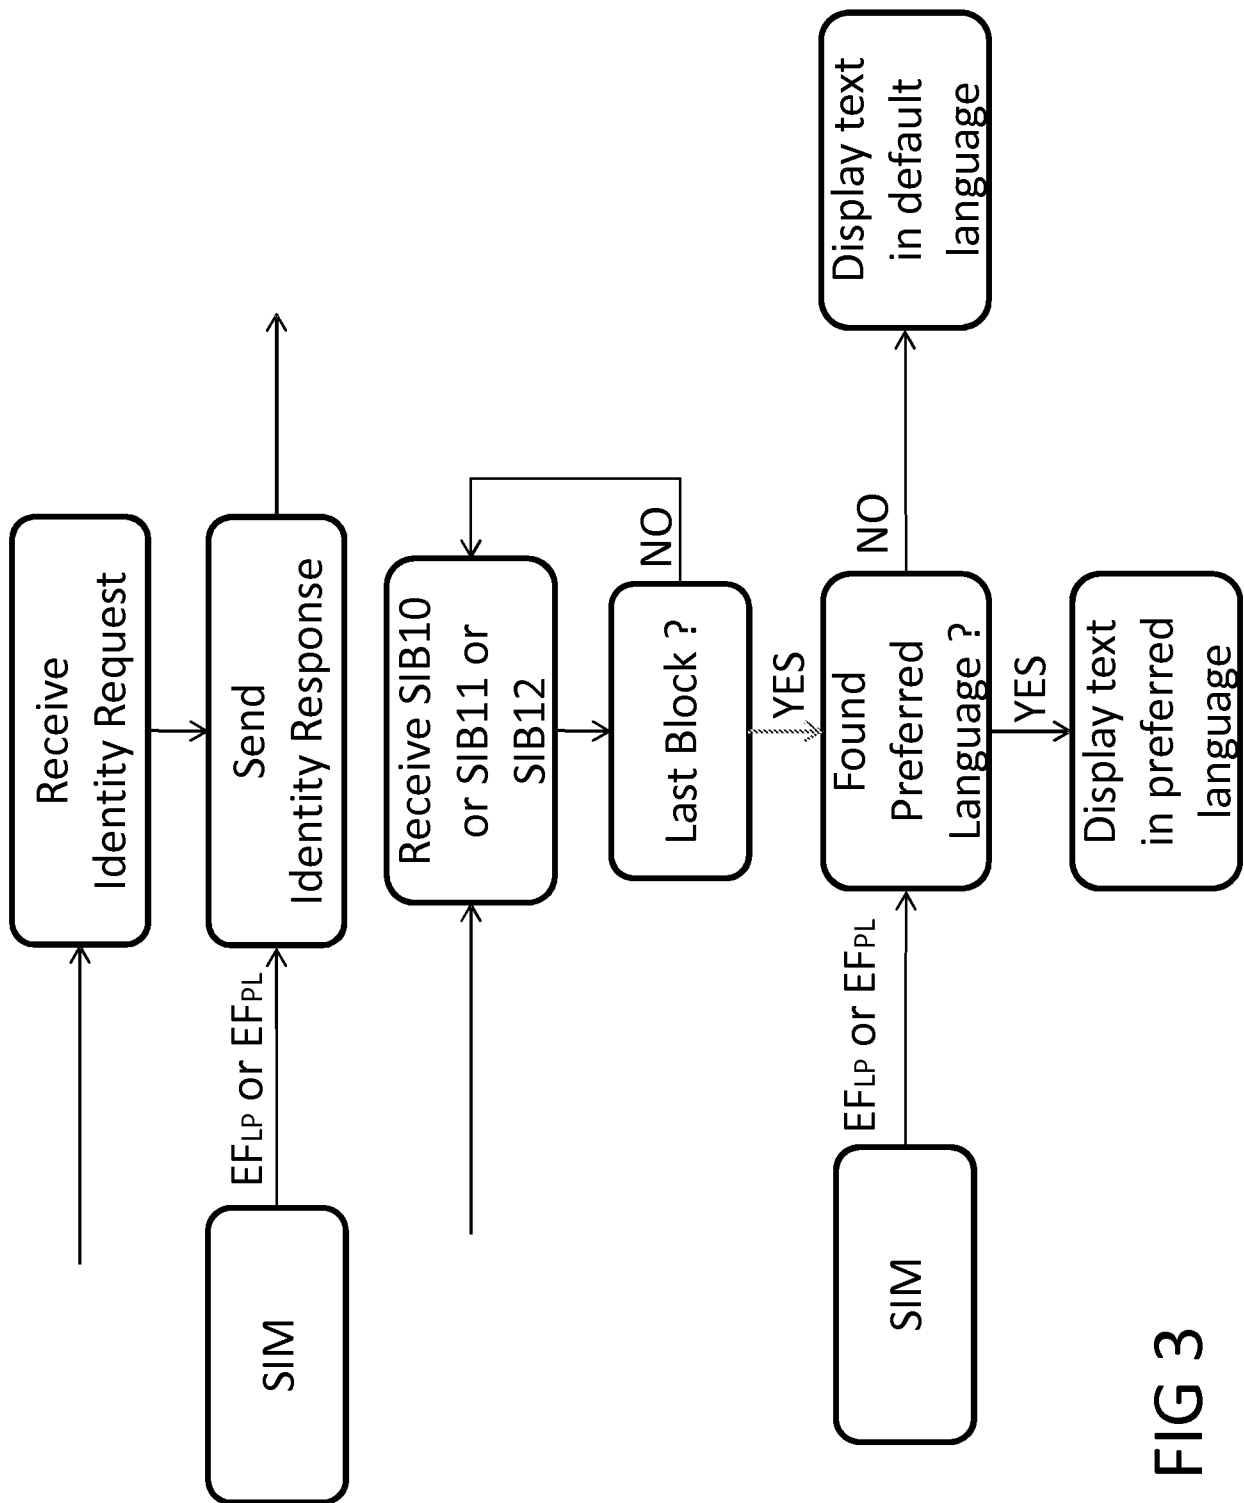 Receive
Identity Request
SIM
EFLP or EFPL
Send
Identity Response
Receive SIB10
or SIB11 or
SIB12
Last Block ?
NO
YES
SIM
EFLP or EFPL
Found
Preferred
Language ?
NO
Display text
in default
language
YES
Display text
in preferred
language
FIG 3